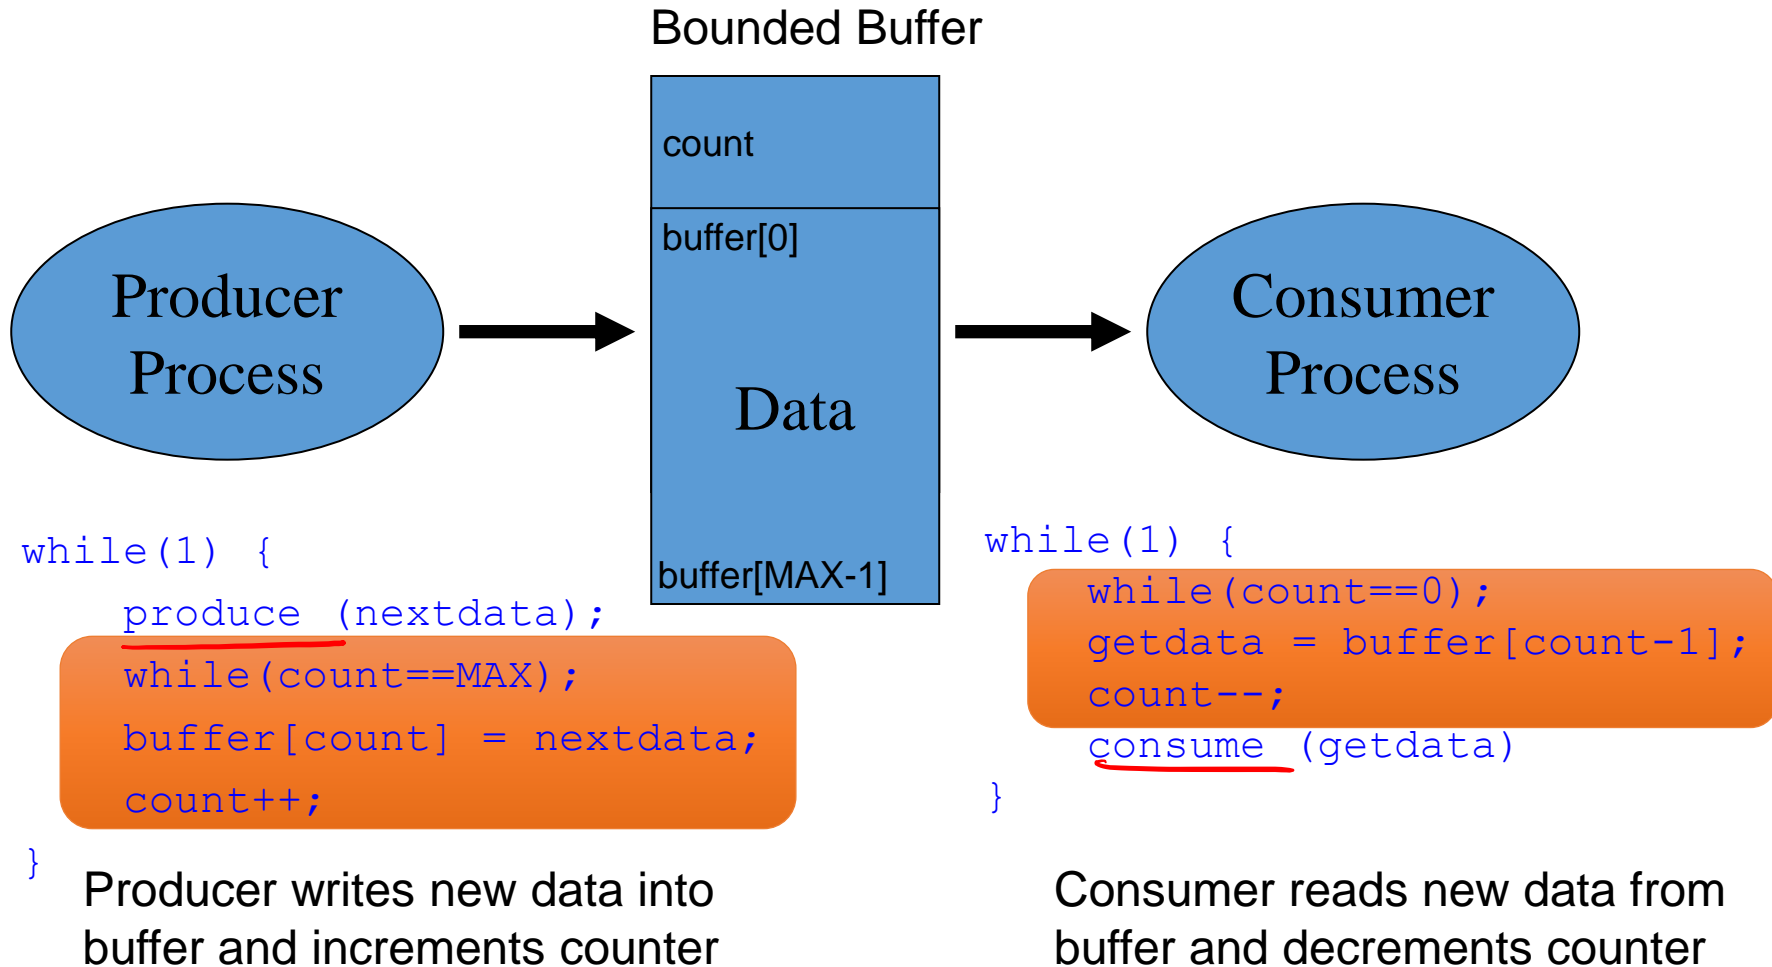 Bounded Buffer
count
buffer[0]
Data
buffer[MAX-1]
Producer
Process
Consumer
Process
while(1) {
produce (nextdata);
while(count==MAX);
buffer[count] = nextdata;
count++;
}
Producer writes new data into
buffer and increments counter
while(1) {
while(count==0);
getdata = buffer[count-1];
count--;
consume (getdata)
}
Consumer reads new data from
buffer and decrements counter